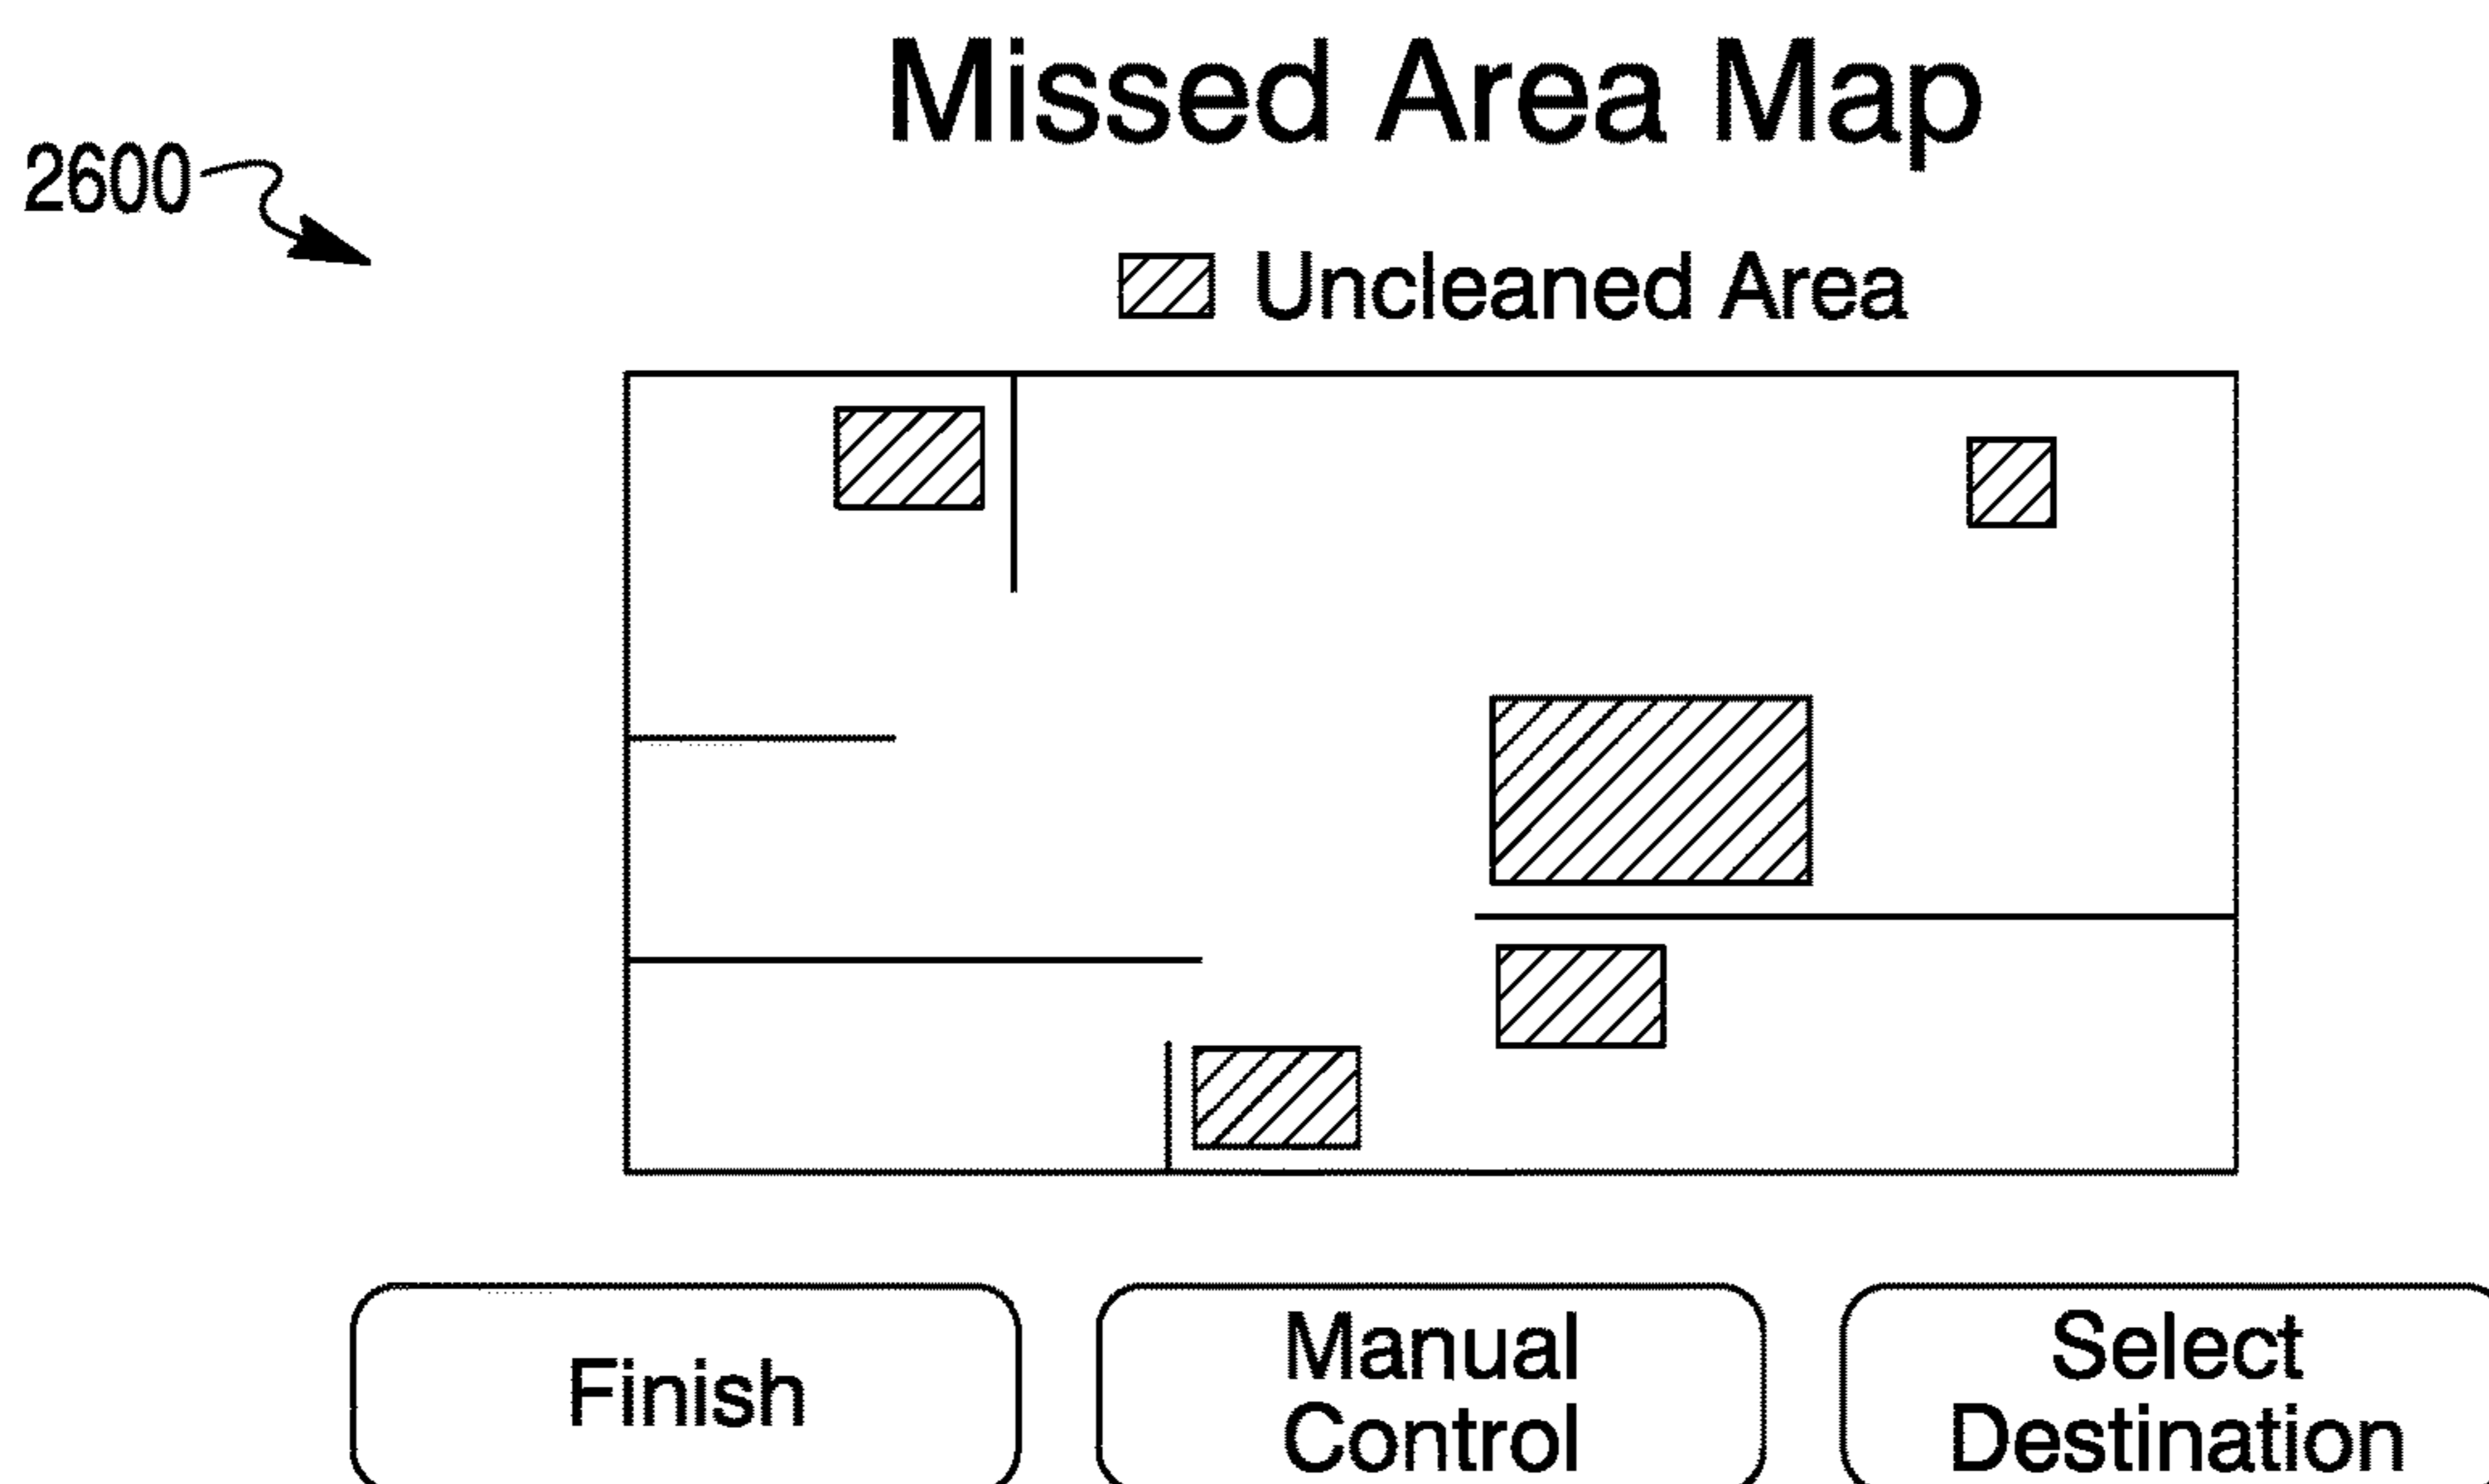 Missed Area Map
2600
Uncleaned Area
Finish
Manual
Control
Select
Destination